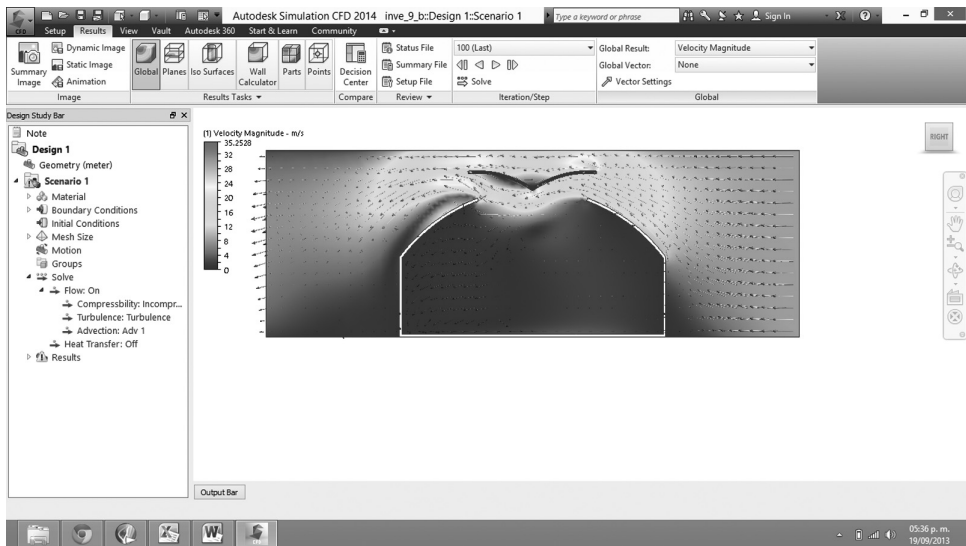 Autodesk Simulation CFD 2014 inve_9_b::Design 1::Scenario 1
Type a keyword or phrase
Sign In
CFD
Setup Results View Vault Autodesk 360 Start & Learn Community
Summary Image
Dynamic Image
Static Image
Animation
Image
Global
Planes
Iso Surfaces
Wall Calculator
Parts
Points
Results Tasks
Decision Center
Compare
Status File
Summary File
Setup File
Review
100 (Last)
Solve
Iteration/Step
Global Result: Velocity Magnitude
Global Vector: None
Vector Settings
Global
Design Study Bar
Note
Design 1
Geometry (meter)
Scenario 1
Material
Boundary Conditions
Initial Conditions
Mesh Size
Motion
Groups
Solve
Flow: On
Compressbility: Incompr...
Turbulence: Turbulence
Advection: Adv 1
Heat Transfer: Off
Results
(1) Velocity Magnitude - m/s
35.2528
32
28
24
20
16
12
8
4
0
RIGHT
Output Bar
05:36 p. m.
19/09/2013